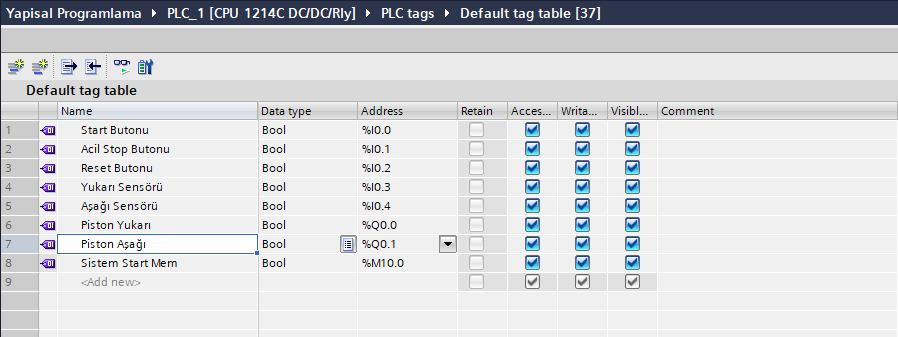 Yapisal Programlama ▸ PLC_1 [CPU 1214C DC/DC/Rly] ▸ PLC tags ▸ Default tag table [37]
Default tag table
Name Data type Address Retain Acces... Writa... Visibl... Comment
1 Start Butonu Bool %I0.0
2 Acil Stop Butonu Bool %I0.1
3 Reset Butonu Bool %I0.2
4 Yukarı Sensörü Bool %I0.3
5 Aşağı Sensörü Bool %I0.4
6 Piston Yukarı Bool %Q0.0
7 Piston Aşağı Bool %Q0.1
8 Sistem Start Mem Bool %M10.0
9 <Add new>